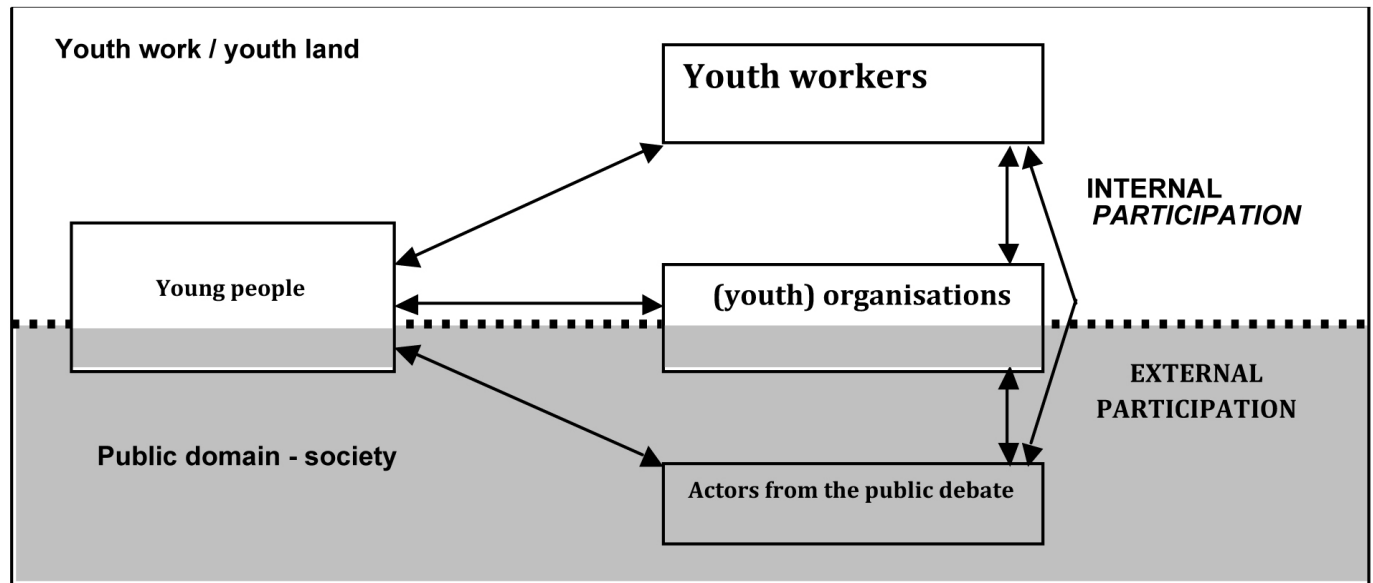 Youth work / youth land
Youth workers
INTERNAL
PARTICIPATION
Young people
(youth) organisations
EXTERNAL
PARTICIPATION
Public domain - society
Actors from the public debate